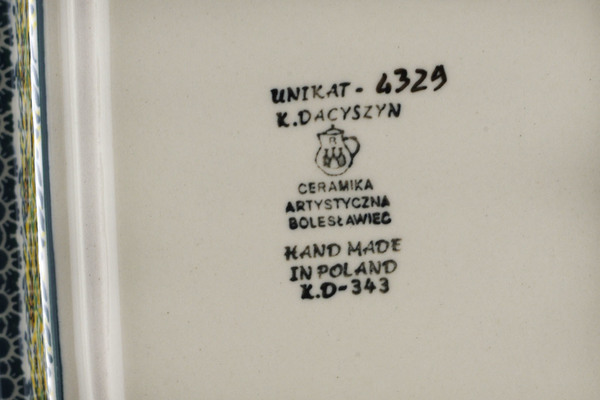 UNIKAT - 4329
K. DACYSZYN
CERAMIKA
ARTYSTYCZNA
BOLESŁAWIEC
HAND MADE
IN POLAND
K.D-343